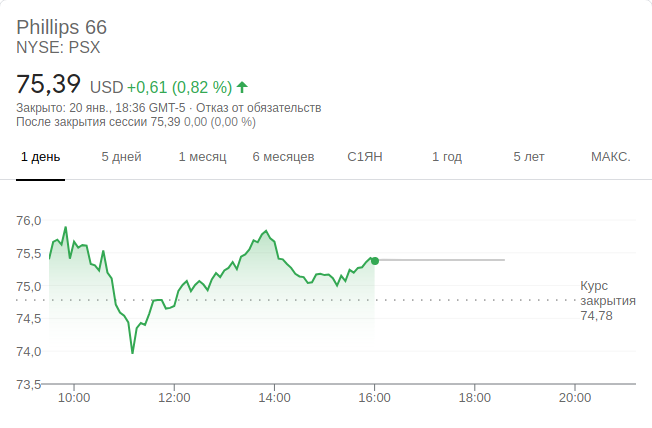 Phillips 66
NYSE: PSX
75,39 USD +0,61 (0,82 %)
Закрыто: 20 янв., 18:36 GMT-5 · Отказ от обязательств
После закрытия сессии 75,39 0,00 (0,00 %)
1 день 5 дней 1 месяц 6 месяцев С1ЯН 1 год 5 лет МАКС.
76,0
75,5
75,0
74,5
74,0
73,5
Курс
закрытия
74,78
10:00 12:00 14:00 16:00 18:00 20:00